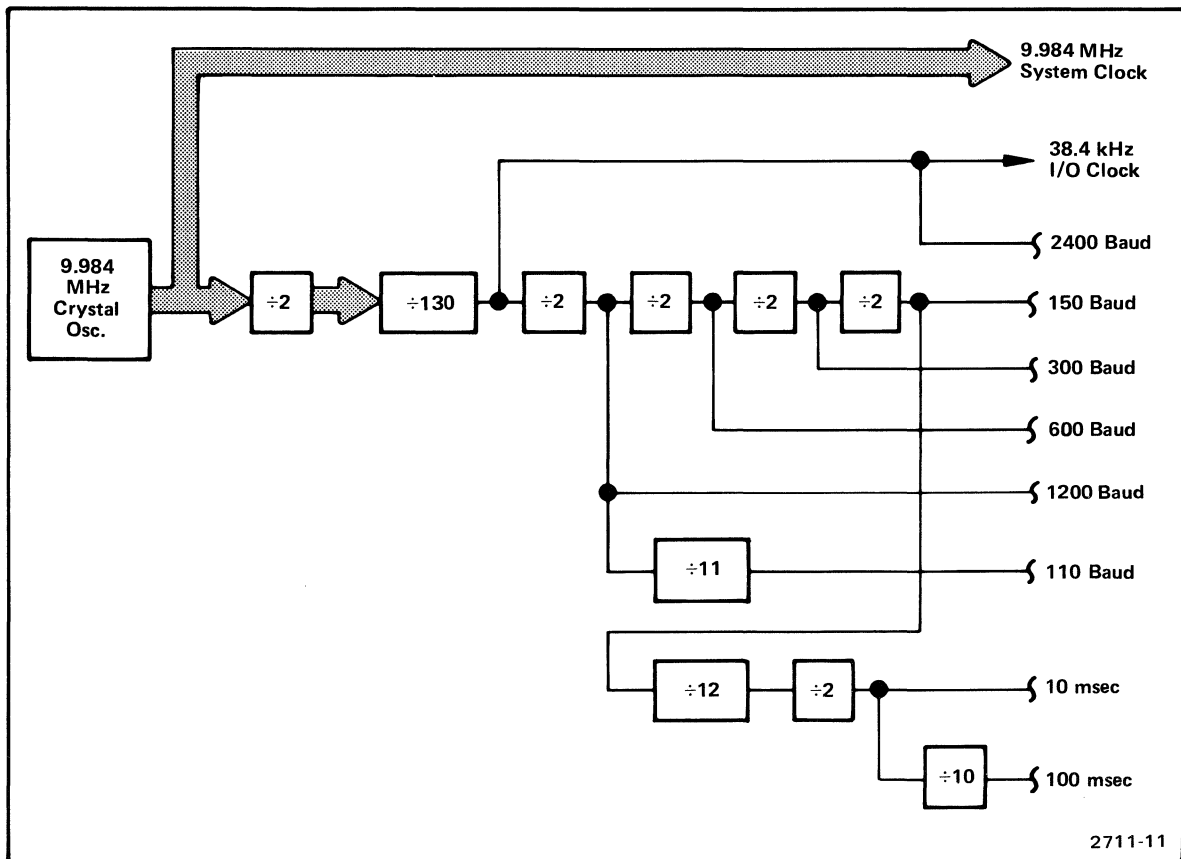 9.984 MHz
System Clock
38.4 kHz
I/O Clock
2400 Baud
9.984
MHz
Crystal
Osc.
÷2
÷130
÷2
÷2
÷2
÷2
150 Baud
300 Baud
600 Baud
1200 Baud
÷11
110 Baud
÷12
÷2
10 msec
÷10
100 msec
2711-11